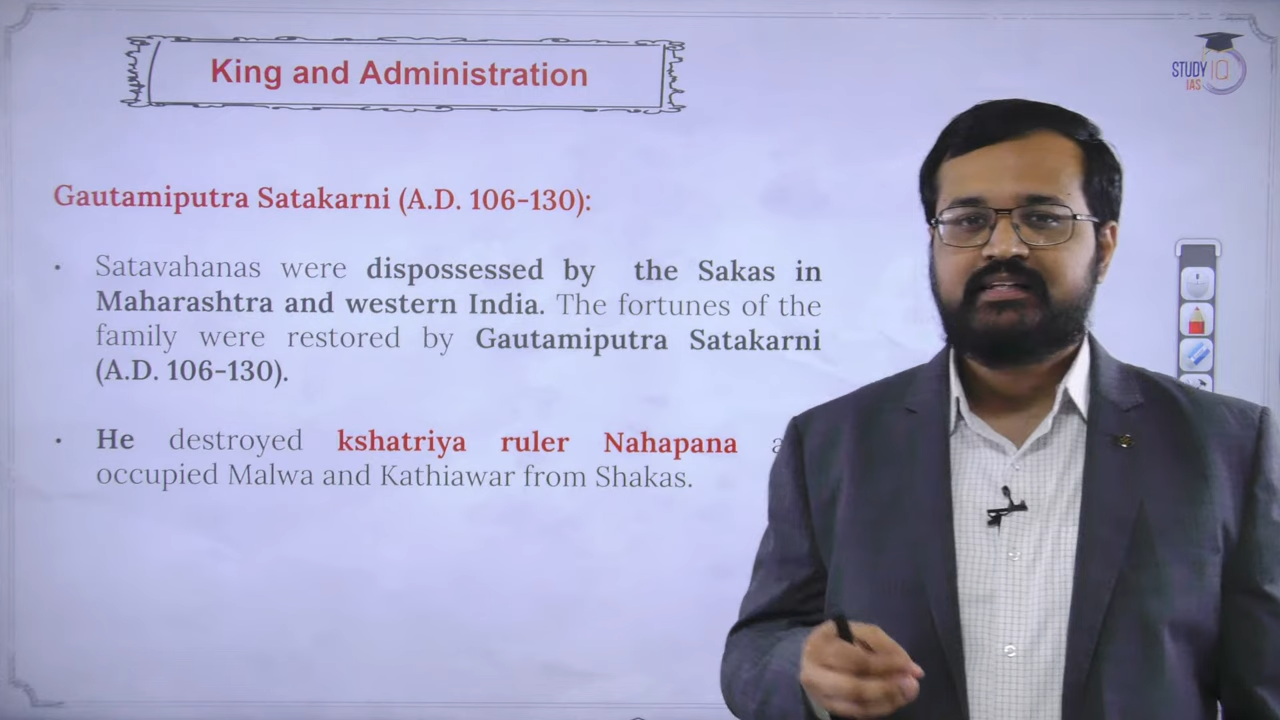 King and Administration
STUDY IQ
IAS
Gautamiputra Satakarni (A.D. 106-130):
• Satavahanas were dispossessed by the Sakas in
Maharashtra and western India. The fortunes of the
family were restored by Gautamiputra Satakarni
(A.D. 106-130).
• He destroyed kshatriya ruler Nahapana
occupied Malwa and Kathiawar from Shakas.